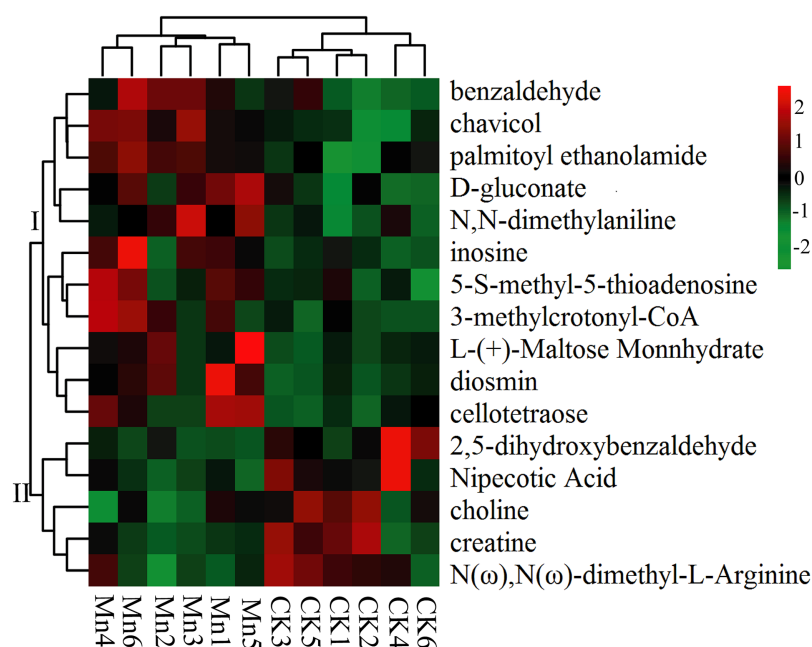 benzaldehyde
chavicol
palmitoyl ethanolamide
D-gluconate
N,N-dimethylaniline
inosine
5-S-methyl-5-thioadenosine
3-methylcrotonyl-CoA
L-(+)-Maltose Monnhydrate
diosmin
cellotetraose
2,5-dihydroxybenzaldehyde
Nipecotic Acid
choline
creatine
N(ω),N(ω)-dimethyl-L-Arginine
I
II
2
1
0
-1
-2
Mn4
Mn6
Mn2
Mn3
Mn1
Mn5
CK3
CK5
CK1
CK2
CK4
CK6